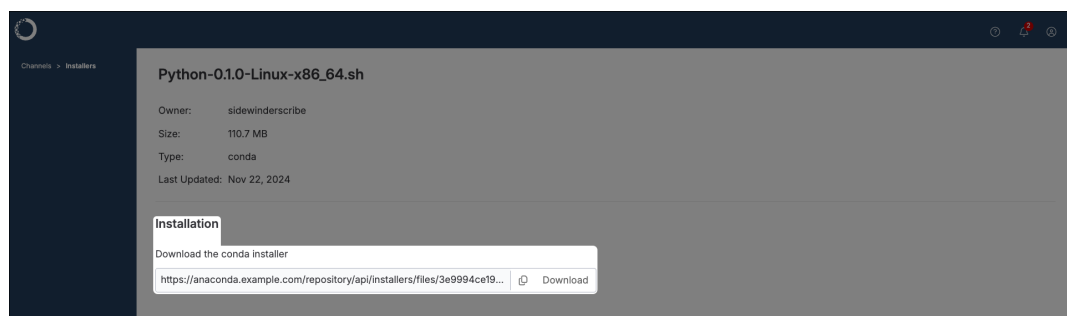 2
Channels > Installers
Python-0.1.0-Linux-x86_64.sh
Owner: sidewinderscribe
Size: 110.7 MB
Type: conda
Last Updated: Nov 22, 2024
Installation
Download the conda installer
https://anaconda.example.com/repository/api/installers/files/3e9994ce19... Download